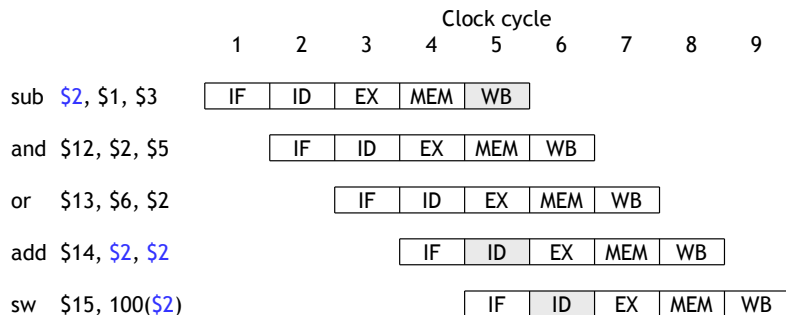 Clock cycle
1 2 3 4 5 6 7 8 9
sub $2, $1, $3 IF ID EX MEM WB
and $12, $2, $5 IF ID EX MEM WB
or $13, $6, $2 IF ID EX MEM WB
add $14, $2, $2 IF ID EX MEM WB
sw $15, 100($2) IF ID EX MEM WB